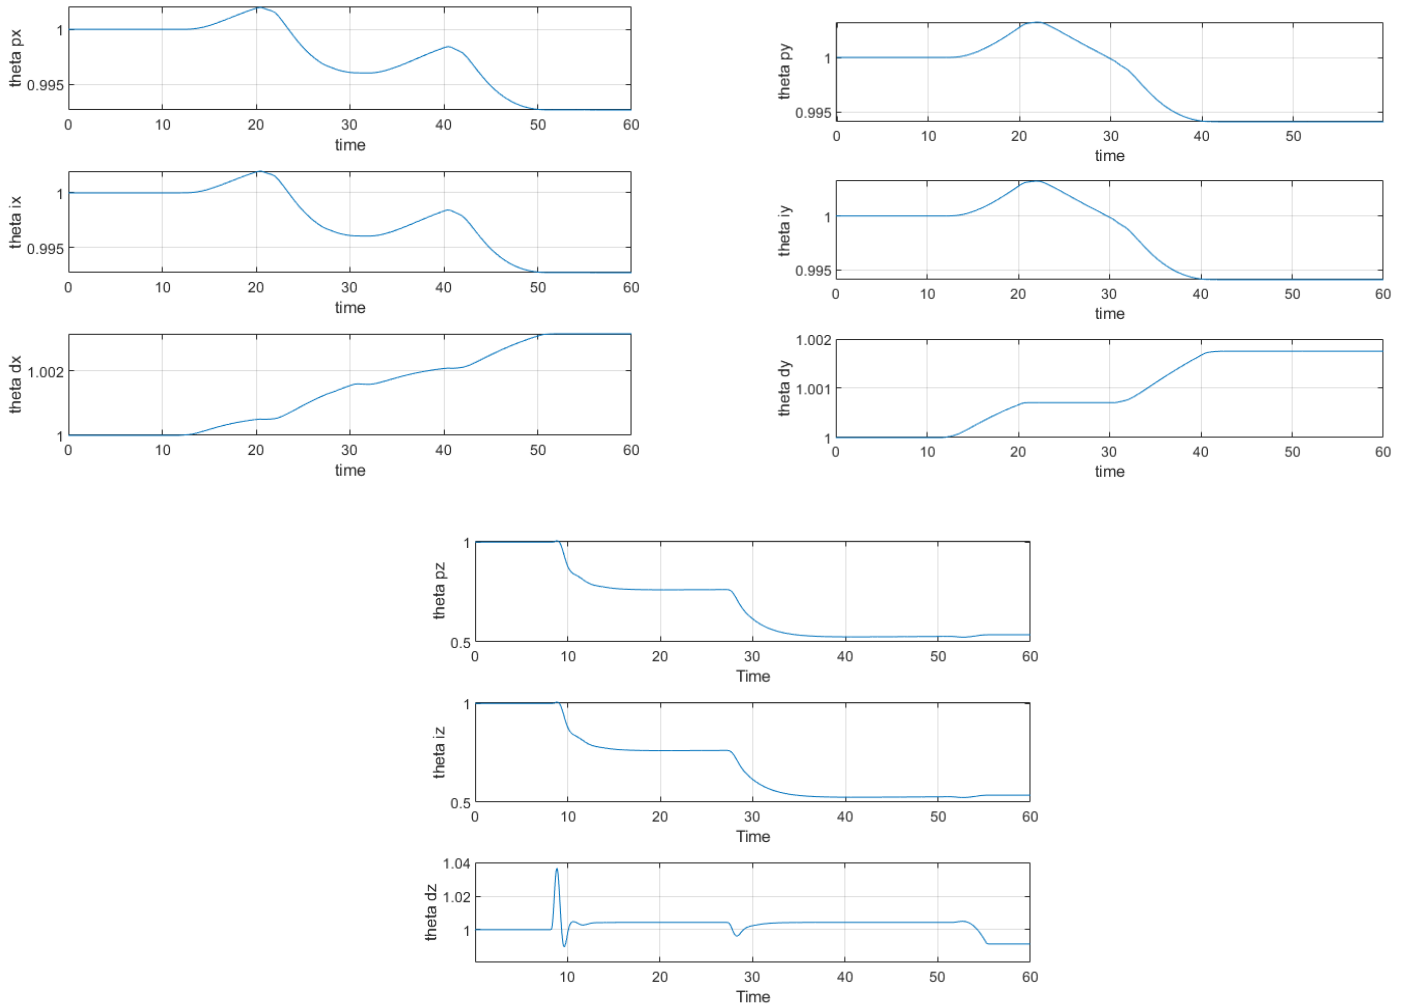 theta px
1
0.995
0 10 20 30 40 50 60
time
theta ix
1
0.995
0 10 20 30 40 50 60
time
theta dx
1.002
1
0 10 20 30 40 50 60
time
theta py
1
0.995
0 10 20 30 40 50
time
theta iy
1
0.995
0 10 20 30 40 50 60
time
theta dy
1.002
1.001
1
0 10 20 30 40 50 60
time
theta pz
1
0.5
0 10 20 30 40 50 60
Time
theta iz
1
0.5
0 10 20 30 40 50 60
Time
theta dz
1.04
1.02
1
10 20 30 40 50 60
Time